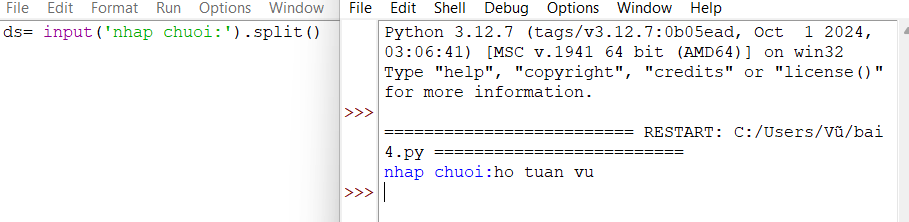 File Edit Format Run Options Window
ds= input('nhap chuoi:').split()
File Edit Shell Debug Options Window Help
Python 3.12.7 (tags/v3.12.7:0b05ead, Oct  1 2024,
03:06:41) [MSC v.1941 64 bit (AMD64)] on win32
Type "help", "copyright", "credits" or "license()"
for more information.
>>>
========================= RESTART: C:/Users/Vũ/bai
4.py =========================
nhap chuoi:ho tuan vu
>>>